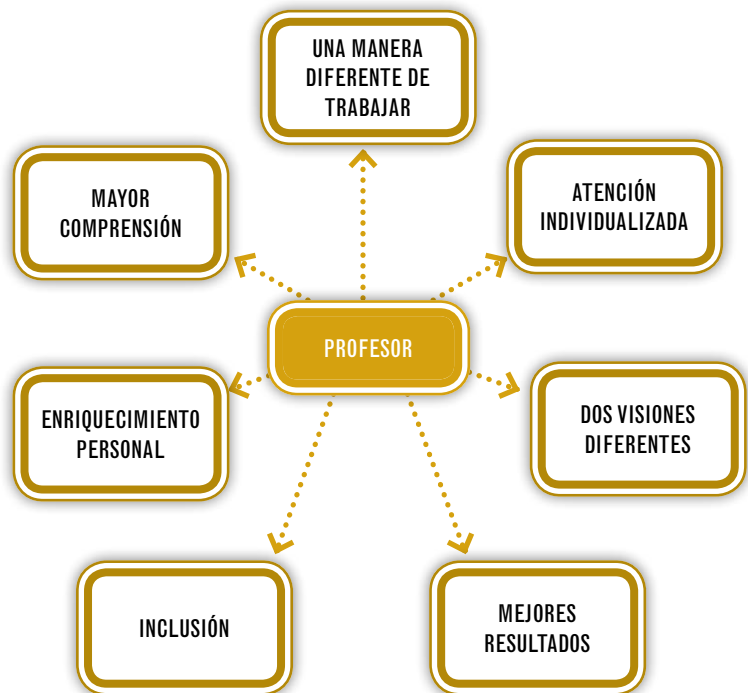 UNA MANERA
DIFERENTE DE
TRABAJAR
MAYOR
COMPRENSIÓN
ATENCIÓN
INDIVIDUALIZADA
PROFESOR
ENRIQUECIMIENTO
PERSONAL
DOS VISIONES
DIFERENTES
INCLUSIÓN
MEJORES
RESULTADOS